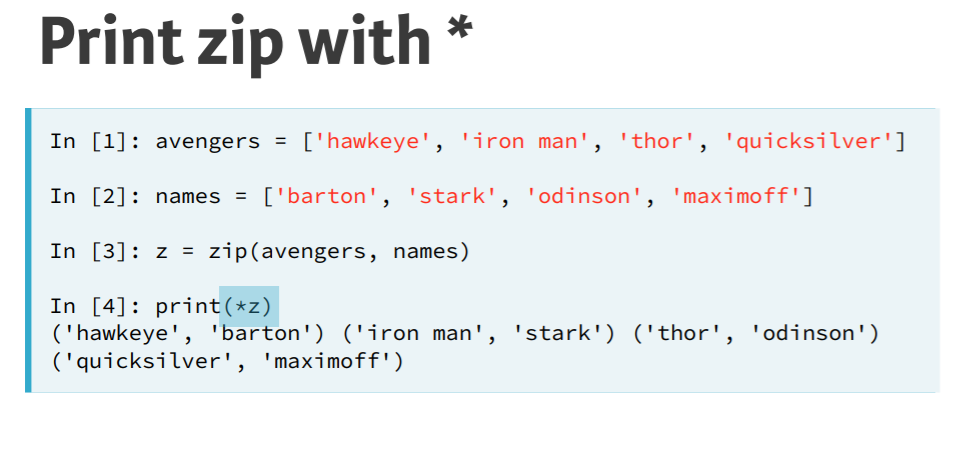 Print zip with *
In [1]: avengers = ['hawkeye', 'iron man', 'thor', 'quicksilver']
In [2]: names = ['barton', 'stark', 'odinson', 'maximoff']
In [3]: z = zip(avengers, names)
In [4]: print(*z)
('hawkeye', 'barton') ('iron man', 'stark') ('thor', 'odinson')
('quicksilver', 'maximoff')